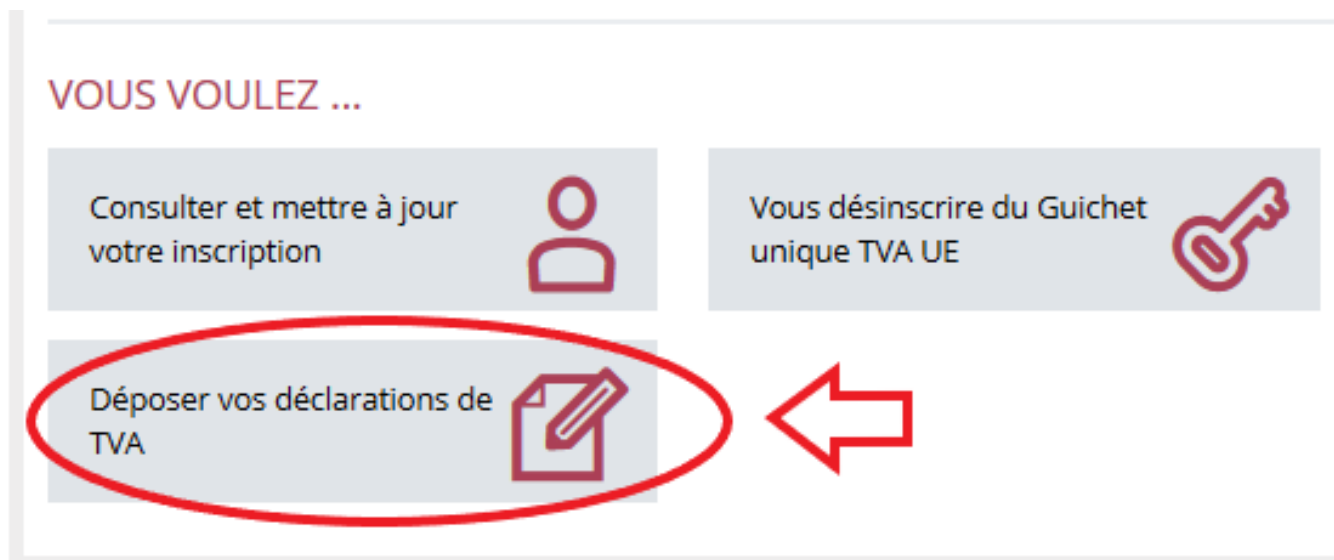 VOUS VOULEZ ...
Consulter et mettre à jour
votre inscription
Vous désinscrire du Guichet
unique TVA UE
Déposer vos déclarations de
TVA